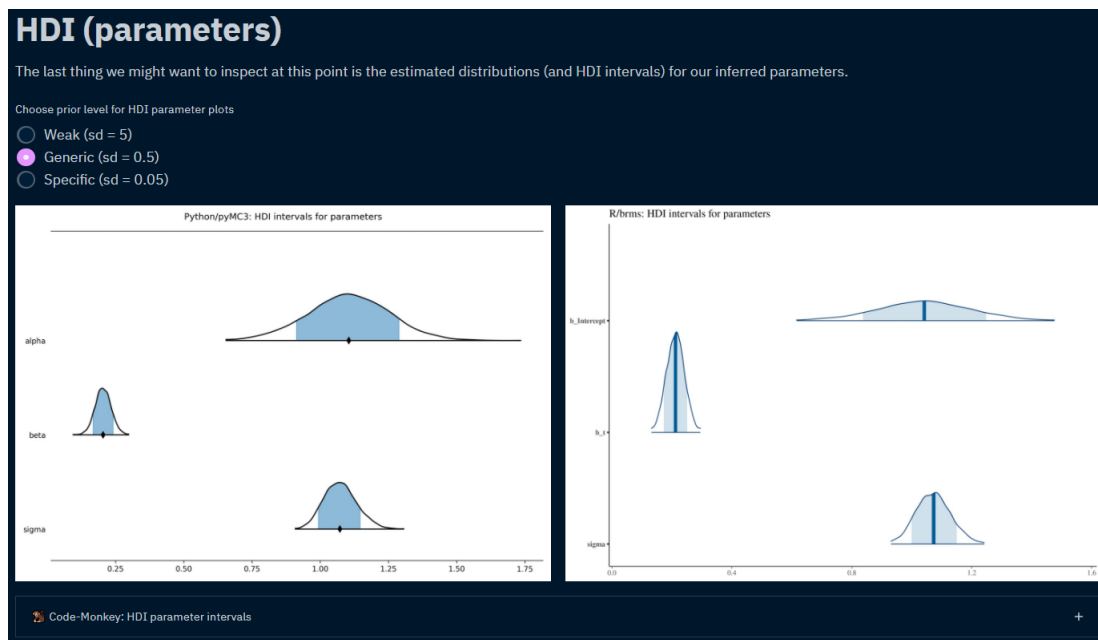 HDI (parameters)
The last thing we might want to inspect at this point is the estimated distributions (and HDI intervals) for our inferred parameters.
Choose prior level for HDI parameter plots
Weak (sd = 5)
Generic (sd = 0.5)
Specific (sd = 0.05)
Python/pyMC3: HDI intervals for parameters
alpha
beta
sigma
0.25 0.50 0.75 1.00 1.25 1.50 1.75
R/brms: HDI intervals for parameters
b_Intercept
b_t
sigma
0.0 0.4 0.8 1.2 1.6
Code-Monkey: HDI parameter intervals
+